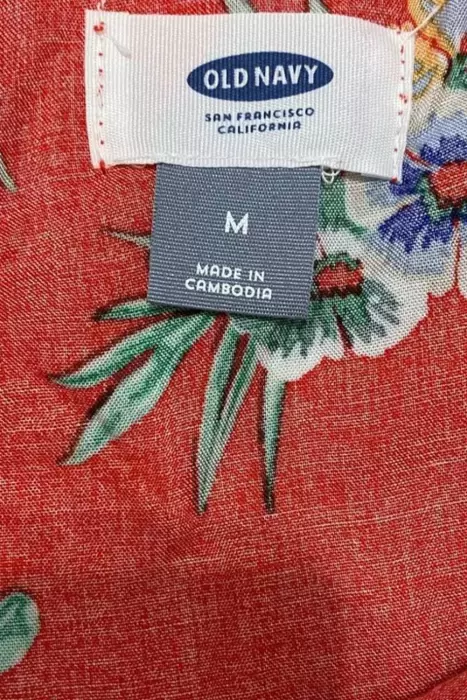 OLD NAVY
SAN FRANCISCO
CALIFORNIA
M
MADE IN
CAMBODIA